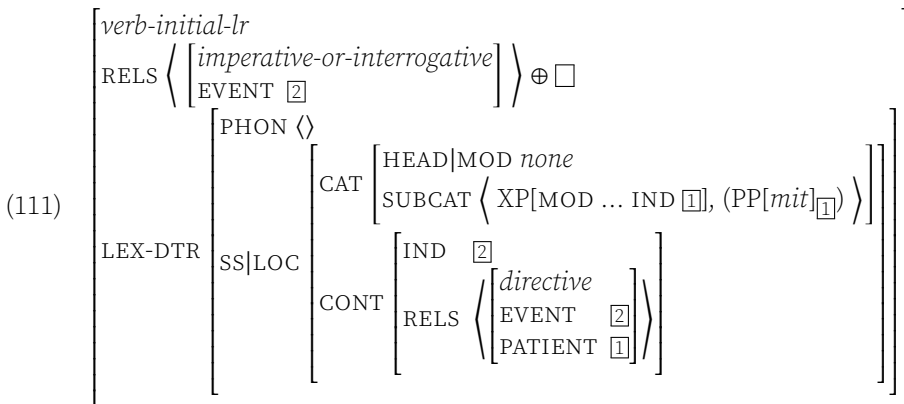 verb-initial-lr
RELS ⟨ [imperative-or-interrogative
EVENT 2] ⟩ ⊕ □
PHON ⟨⟩
HEAD|MOD none
CAT
SUBCAT ⟨ XP[MOD … IND 1], (PP[mit]1) ⟩
(111)
LEX-DTR
SS|LOC
IND 2
directive
CONT
RELS ⟨ EVENT 2 ⟩
PATIENT 1